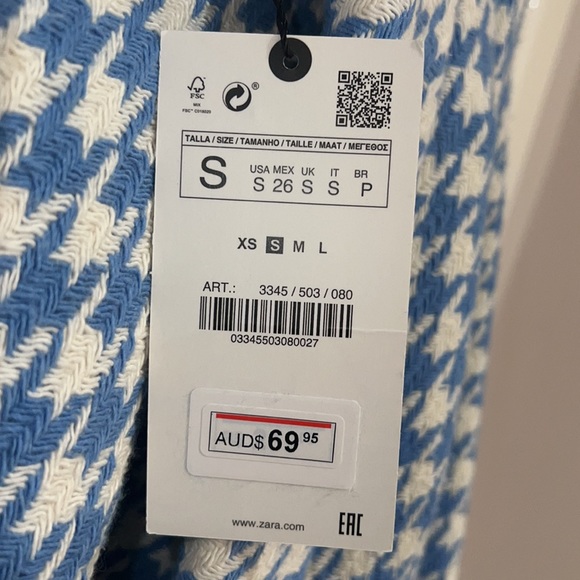 FSC
MIX
®
TALLA / SIZE / TAMANHO / TAILLE / MAAT / ΜΕΓΕΘΟΣ
S
USA MEX UK IT BR
S 26 S S P
XS S M L
ART.: 3345 / 503 / 080
03345503080027
AUD$ 69 95
www.zara.com
EAC